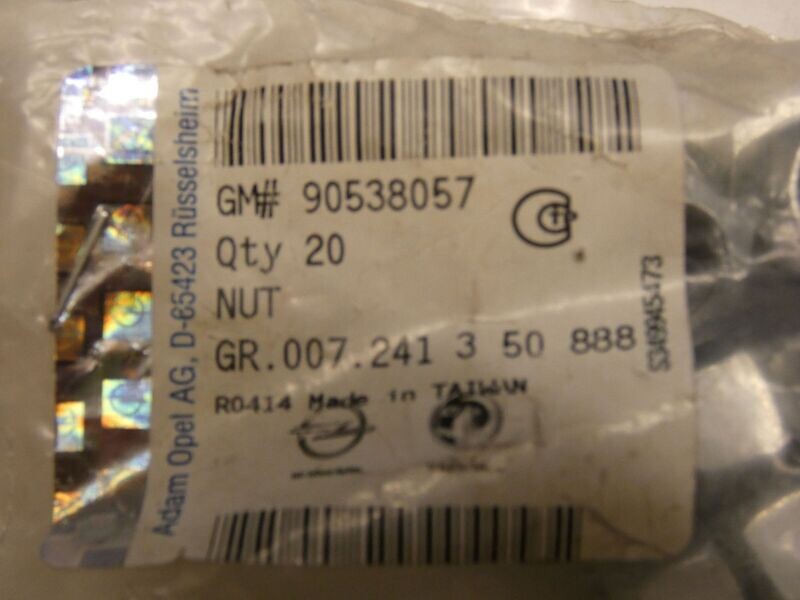 Adam Opel AG, D-65423 Rüsselsheim
GM# 90538057
Qty 20
NUT
GR.007.241 3 50 888
R0414 Made in TAIWAN
S349945473